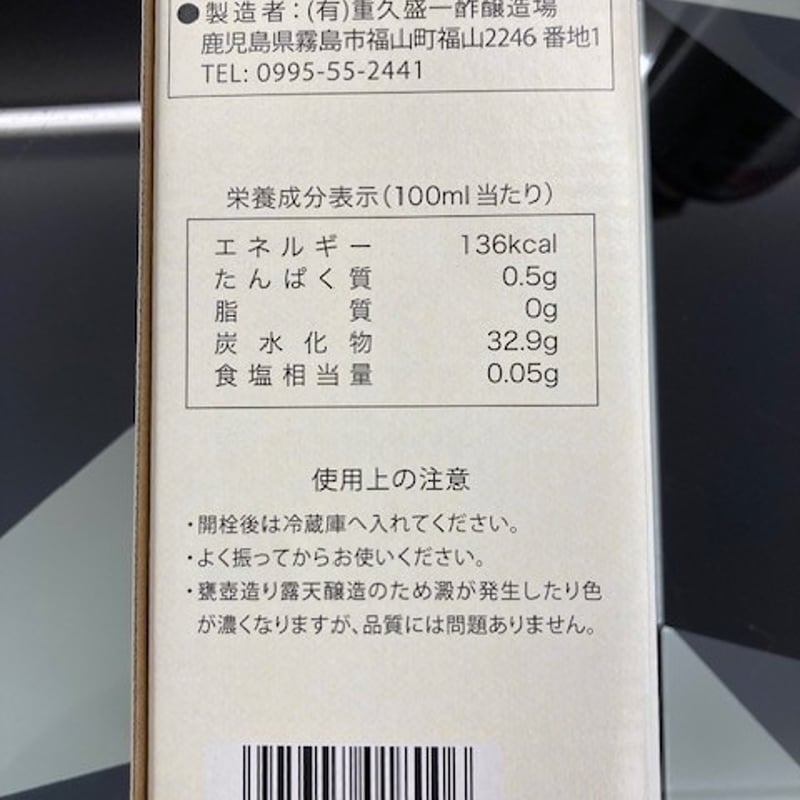 ●製造者：(有)重久盛一酢醸造場
鹿児島県霧島市福山町福山2246 番地1
TEL: 0995-55-2441
栄養成分表示（100ml 当たり）
エネルギー 136kcal
たんぱく質 0.5g
脂質 0g
炭水化物 32.9g
食塩相当量 0.05g
使用上の注意
・開栓後は冷蔵庫へ入れてください。
・よく振ってからお使いください。
・甕壺造り露天醸造のため澱が発生したり色
が濃くなりますが、品質には問題ありません。